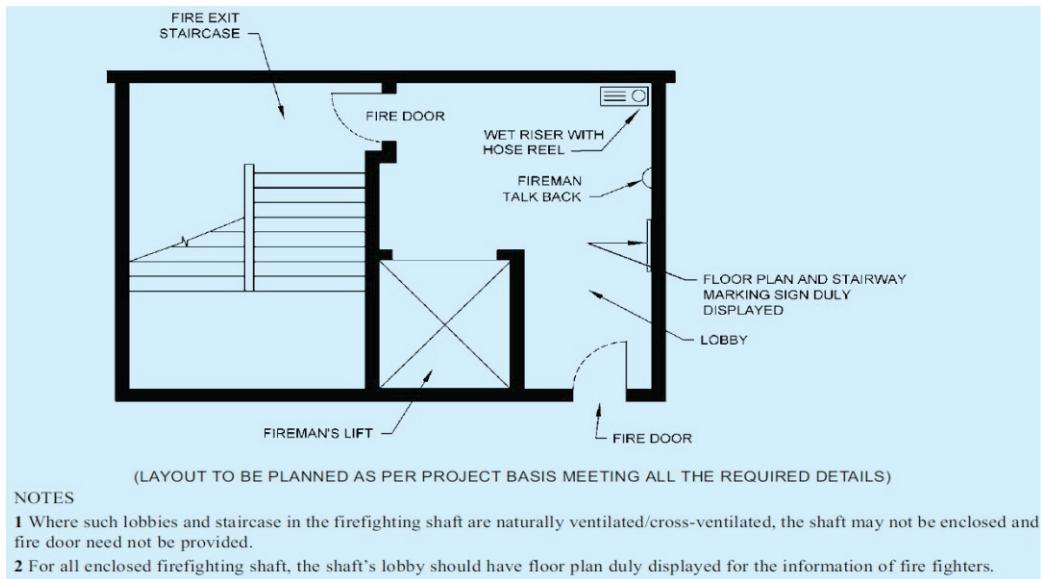 FIRE EXIT
STAIRCASE
FIRE DOOR
WET RISER WITH
HOSE REEL
FIREMAN
TALK BACK
FLOOR PLAN AND STAIRWAY
MARKING SIGN DULY
DISPLAYED
LOBBY
FIREMAN'S LIFT
FIRE DOOR
(LAYOUT TO BE PLANNED AS PER PROJECT BASIS MEETING ALL THE REQUIRED DETAILS)
NOTES
1 Where such lobbies and staircase in the firefighting shaft are naturally ventilated/cross-ventilated, the shaft may not be enclosed and
fire door need not be provided.
2 For all enclosed firefighting shaft, the shaft's lobby should have floor plan duly displayed for the information of fire fighters.